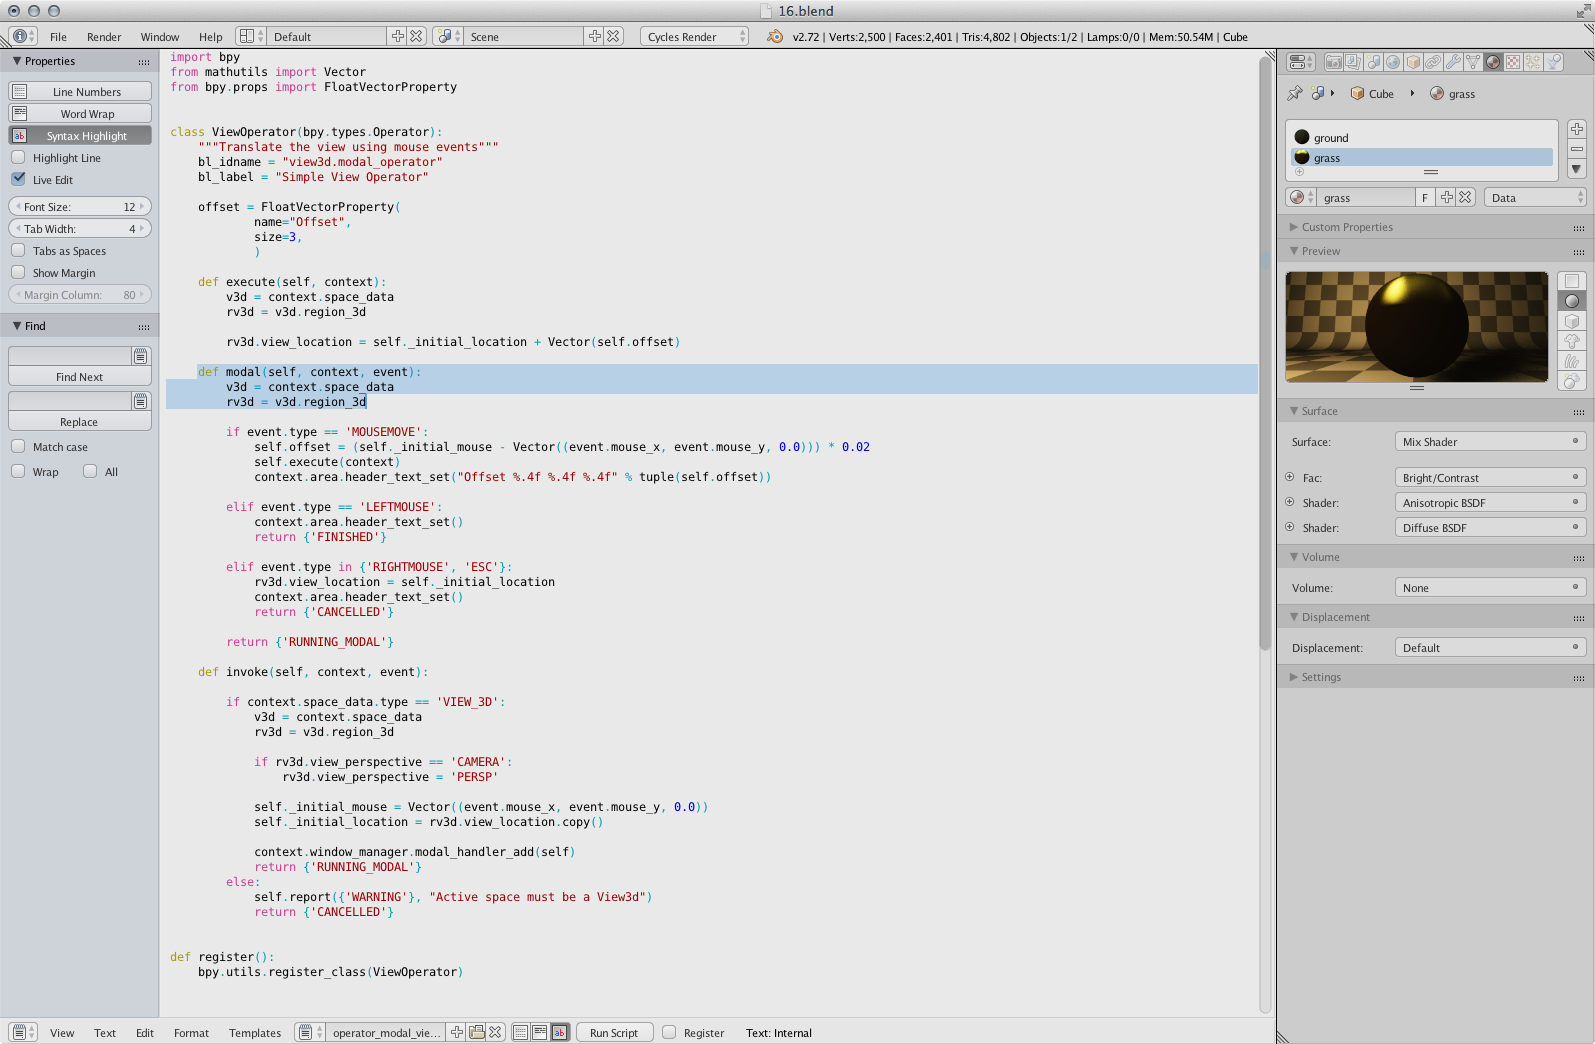 16.blend
File Render Window Help Default Scene Cycles Render v2.72 | Verts:2,500 | Faces:2,401 | Tris:4,802 | Objects:1/2 | Lamps:0/0 | Mem:50.54M | Cube
Properties
Line Numbers
Word Wrap
Syntax Highlight
Highlight Line
Live Edit
Font Size: 12
Tab Width: 4
Tabs as Spaces
Show Margin
Margin Column: 80
Find
Find Next
Replace
Match case
Wrap All
import bpy
from mathutils import Vector
from bpy.props import FloatVectorProperty
class ViewOperator(bpy.types.Operator):
"""Translate the view using mouse events"""
bl_idname = "view3d.modal_operator"
bl_label = "Simple View Operator"
offset = FloatVectorProperty(
name="Offset",
size=3,
)
def execute(self, context):
v3d = context.space_data
rv3d = v3d.region_3d
rv3d.view_location = self._initial_location + Vector(self.offset)
def modal(self, context, event):
v3d = context.space_data
rv3d = v3d.region_3d
if event.type == 'MOUSEMOVE':
self.offset = (self._initial_mouse - Vector((event.mouse_x, event.mouse_y, 0.0))) * 0.02
self.execute(context)
context.area.header_text_set("Offset %.4f %.4f %.4f" % tuple(self.offset))
elif event.type == 'LEFTMOUSE':
context.area.header_text_set()
return {'FINISHED'}
elif event.type in {'RIGHTMOUSE', 'ESC'}:
rv3d.view_location = self._initial_location
context.area.header_text_set()
return {'CANCELLED'}
return {'RUNNING_MODAL'}
def invoke(self, context, event):
if context.space_data.type == 'VIEW_3D':
v3d = context.space_data
rv3d = v3d.region_3d
if rv3d.view_perspective == 'CAMERA':
rv3d.view_perspective = 'PERSP'
self._initial_mouse = Vector((event.mouse_x, event.mouse_y, 0.0))
self._initial_location = rv3d.view_location.copy()
context.window_manager.modal_handler_add(self)
return {'RUNNING_MODAL'}
else:
self.report({'WARNING'}, "Active space must be a View3d")
return {'CANCELLED'}
def register():
bpy.utils.register_class(ViewOperator)
View Text Edit Format Templates operator_modal_vie... Run Script Register Text: Internal
Cube grass
ground
grass
grass F Data
Custom Properties
Preview
Surface
Surface: Mix Shader
Fac: Bright/Contrast
Shader: Anisotropic BSDF
Shader: Diffuse BSDF
Volume
Volume: None
Displacement
Displacement: Default
Settings